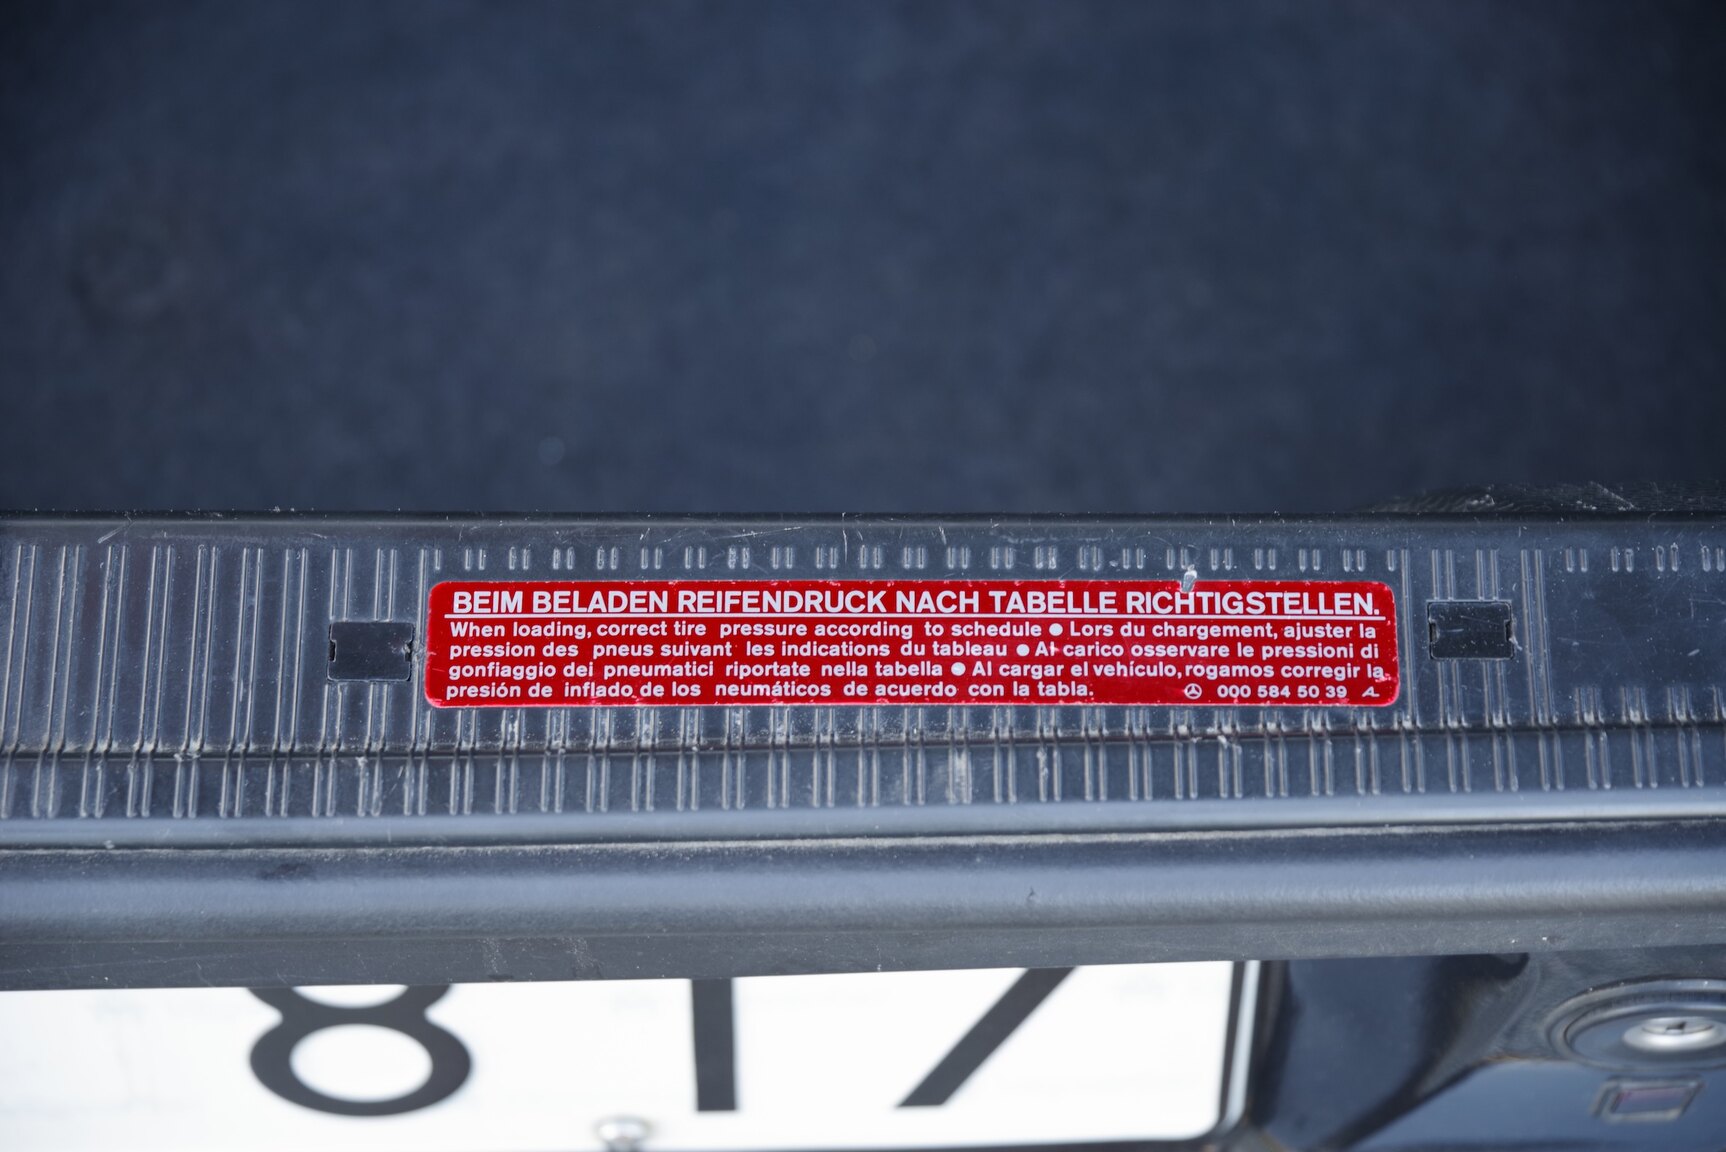 BEIM BELADEN REIFENDRUCK NACH TABELLE RICHTIGSTELLEN.
When loading, correct tire pressure according to schedule ● Lors du chargement, ajuster la
pression des pneus suivant les indications du tableau ● Al carico osservare le pressioni di
gonfiaggio dei pneumatici riportate nella tabella ● Al cargar el vehículo, rogamos corregir la
presión de inflado de los neumáticos de acuerdo con la tabla. 000 584 50 39
817